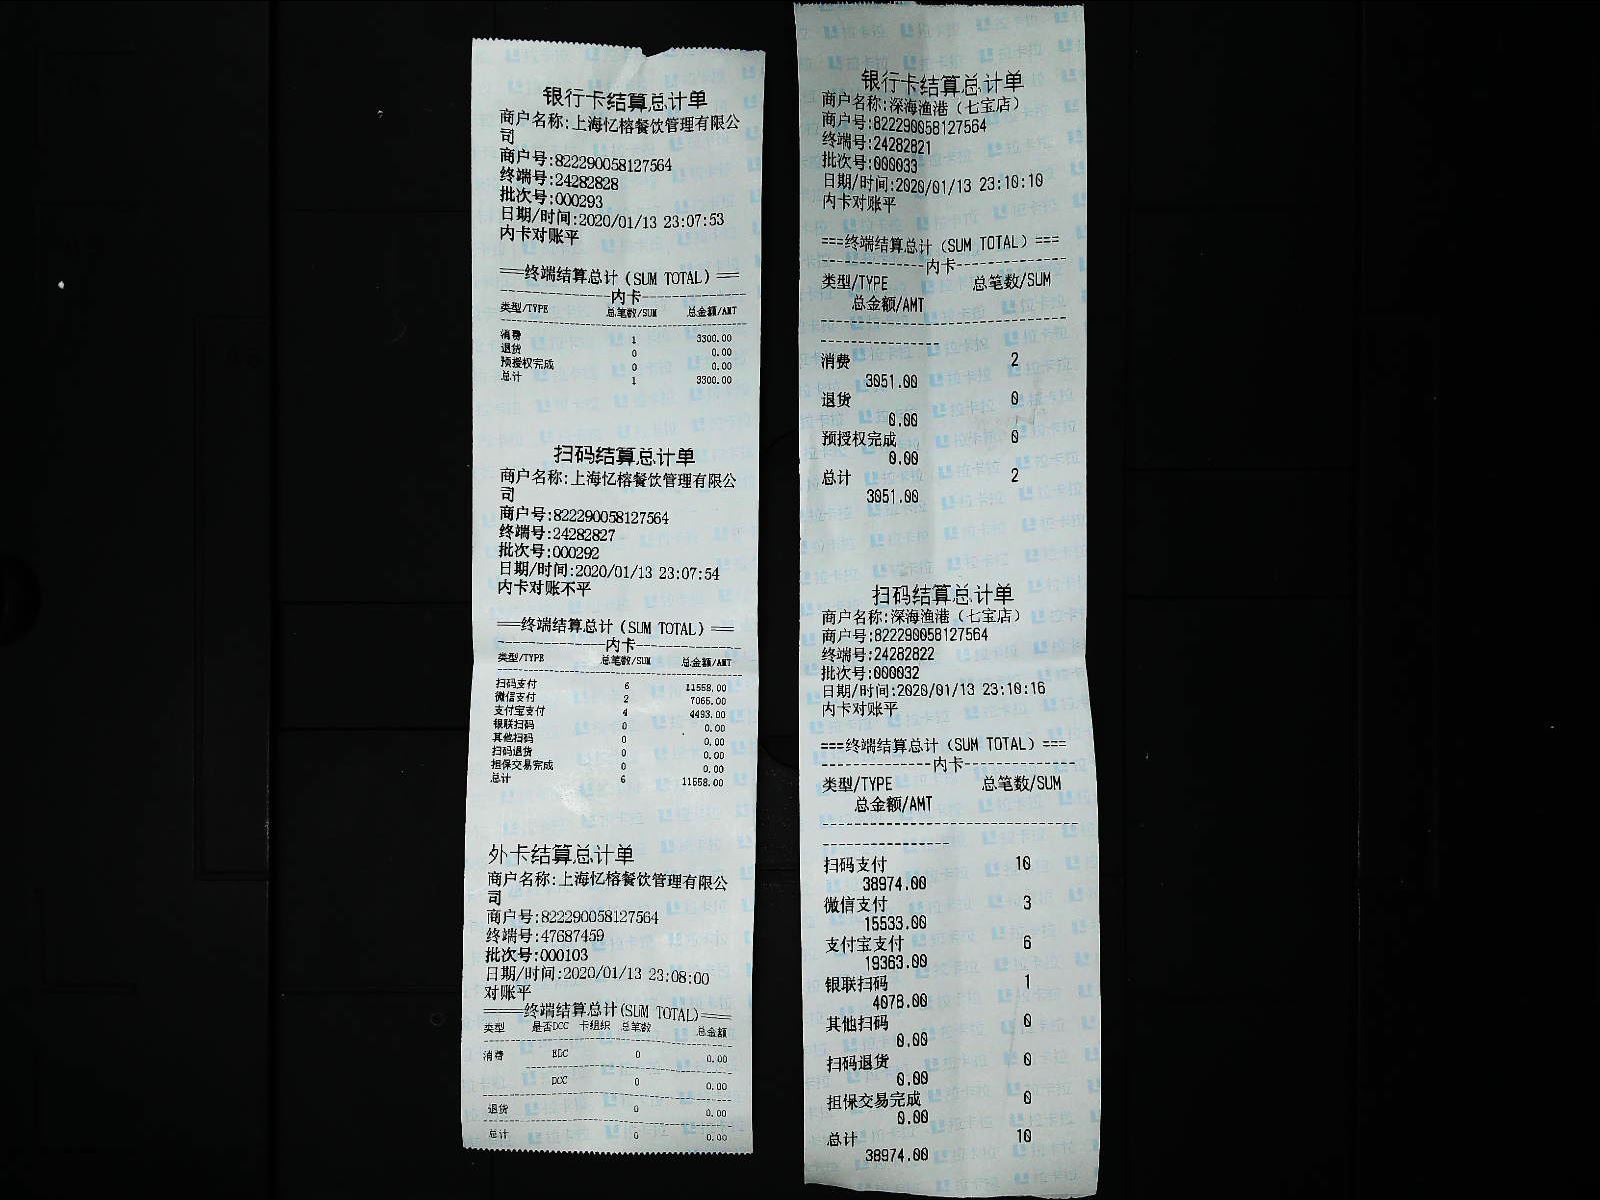 银行卡结算总计单
商户名称:上海忆榕餐饮管理有限公
司
商户号:822290058127564
终端号:24282828
批次号:000293
日期/时间:2020/01/13 23:07:53
内卡对账平
===终端结算总计(SUM TOTAL)===
内卡
类型/TYPE 总笔数/SUM 总金额/AMT
消费 1 3300.00
退货 0 0.00
预授权完成 0 0.00
总计 1 3300.00
扫码结算总计单
商户名称:上海忆榕餐饮管理有限公
司
商户号:822290058127564
终端号:24282827
批次号:000292
日期/时间:2020/01/13 23:07:54
内卡对账不平
===终端结算总计(SUM TOTAL)===
内卡
类型/TYPE 总笔数/SUM 总金额/AMT
扫码支付 6 11558.00
微信支付 2 7065.00
支付宝支付 4 4493.00
银联扫码 0 0.00
其他扫码 0 0.00
扫码退货 0 0.00
担保交易完成 0 0.00
总计 6 11558.00
外卡结算总计单
商户名称:上海忆榕餐饮管理有限公
司
商户号:822290058127564
终端号:47687459
批次号:000103
日期/时间:2020/01/13 23:08:00
对账平
====终端结算总计(SUM TOTAL)====
类型 是否DCC 卡组织 总笔数 总金额
消费 EDC 0 0.00
DCC 0 0.00
退货 0 0.00
总计 0 0.00
银行卡结算总计单
商户名称:深海渔港(七宝店)
商户号:822290058127564
终端号:24282821
批次号:000033
日期/时间:2020/01/13 23:10:10
内卡对账平
===终端结算总计(SUM TOTAL)===
内卡
类型/TYPE 总笔数/SUM
总金额/AMT
消费 2
3051.00
退货 0
0.00
预授权完成 0
0.00
总计 2
3051.00
扫码结算总计单
商户名称:深海渔港(七宝店)
商户号:822290058127564
终端号:24282822
批次号:000032
日期/时间:2020/01/13 23:10:16
内卡对账平
===终端结算总计(SUM TOTAL)===
内卡
类型/TYPE 总笔数/SUM
总金额/AMT
扫码支付 10
38974.00
微信支付 3
15533.00
支付宝支付 6
19363.00
银联扫码 1
4078.00
其他扫码 0
0.00
扫码退货 0
0.00
担保交易完成 0
0.00
总计 10
38974.00